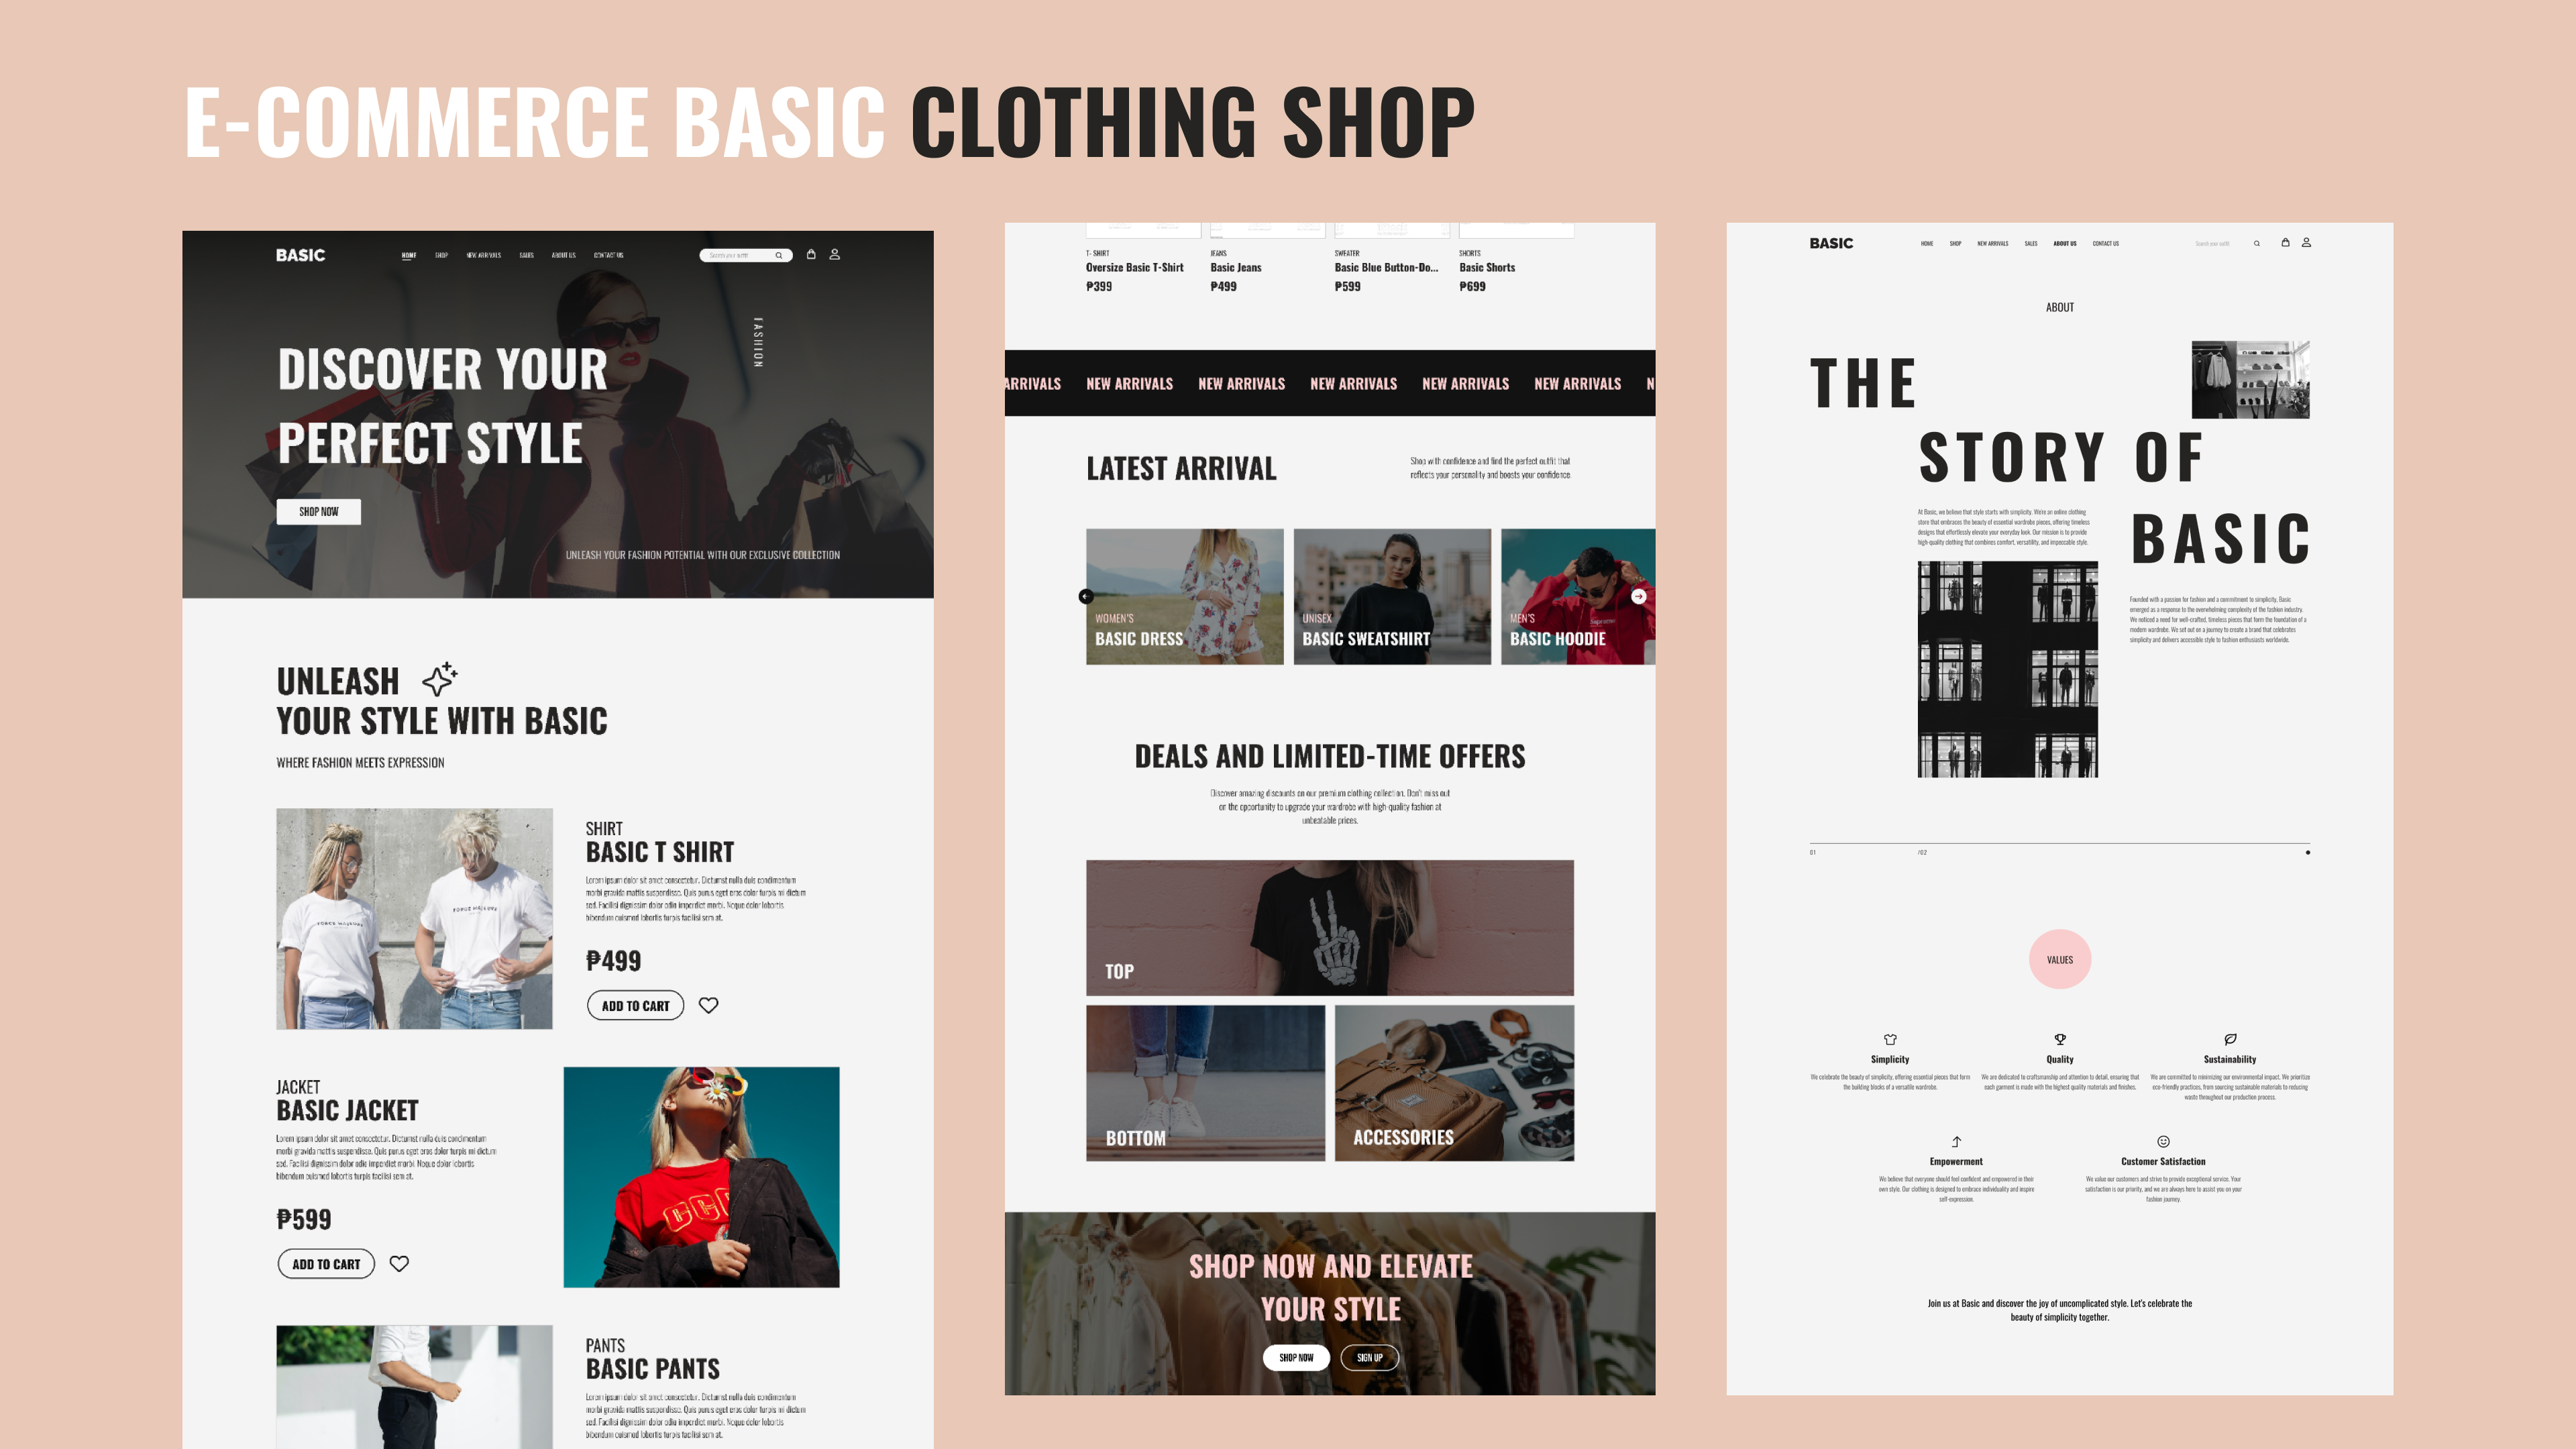 E-COMMERCE BASIC CLOTHING SHOP
BASIC
HOME SHOP NEW ARRIVALS SALES ABOUT US CONTACT US
Search your outfit
FASHION
DISCOVER YOUR
PERFECT STYLE
SHOP NOW
UNLEASH YOUR FASHION POTENTIAL WITH OUR EXCLUSIVE COLLECTION
UNLEASH
YOUR STYLE WITH BASIC
WHERE FASHION MEETS EXPRESSION
FORCE MAJEURE
FORCE MAJEURE
SHIRT
BASIC T SHIRT
Lorem ipsum dolor sit amet consectetur. Dictumst nulla duis condimentum
morbi gravida mattis suspendisse. Quis purus eget eros dolor turpis mi dictum
sed. Facilisi dignissim dolor odio imperdiet morbi. Neque dolor lobortis
bibendum euismod lobortis turpis facilisi sem at.
₱499
ADD TO CART
JACKET
BASIC JACKET
Lorem ipsum dolor sit amet consectetur. Dictumst nulla duis condimentum
morbi gravida mattis suspendisse. Quis purus eget eros dolor turpis mi dictum
sed. Facilisi dignissim dolor odio imperdiet morbi. Neque dolor lobortis
bibendum euismod lobortis turpis facilisi sem at.
₱599
ADD TO CART
PANTS
BASIC PANTS
Lorem ipsum dolor sit amet consectetur. Dictumst nulla duis condimentum
morbi gravida mattis suspendisse. Quis purus eget eros dolor turpis mi dictum
sed. Facilisi dignissim dolor odio imperdiet morbi. Neque dolor lobortis
bibendum euismod lobortis turpis facilisi sem at.
T- SHIRT
Oversize Basic T-Shirt
₱399
JEANS
Basic Jeans
₱499
SWEATER
Basic Blue Button-Do...
₱599
SHORTS
Basic Shorts
₱699
ARRIVALS NEW ARRIVALS NEW ARRIVALS NEW ARRIVALS NEW ARRIVALS NEW ARRIVALS N
LATEST ARRIVAL
Shop with confidence and find the perfect outfit that
reflects your personality and boosts your confidence.
WOMEN'S
BASIC DRESS
UNISEX
BASIC SWEATSHIRT
Supreme
MEN'S
BASIC HOODIE
DEALS AND LIMITED-TIME OFFERS
Discover amazing discounts on our premium clothing collection. Don't miss out
on the opportunity to upgrade your wardrobe with high-quality fashion at
unbeatable prices.
TOP
BOTTOM
ACCESSORIES
SHOP NOW AND ELEVATE
YOUR STYLE
SHOP NOW
SIGN UP
BASIC
HOME SHOP NEW ARRIVALS SALES ABOUT US CONTACT US
Search your outfit
ABOUT
THE
STORY OF
BASIC
At Basic, we believe that style starts with simplicity. We're an online clothing
store that embraces the beauty of essential wardrobe pieces, offering timeless
designs that effortlessly elevate your everyday look. Our mission is to provide
high-quality clothing that combines comfort, versatility, and impeccable style.
Founded with a passion for fashion and a commitment to simplicity, Basic
emerged as a response to the overwhelming complexity of the fashion industry.
We noticed a need for well-crafted, timeless pieces that form the foundation of a
modern wardrobe. We set out on a journey to create a brand that celebrates
simplicity and delivers accessible style to fashion enthusiasts worldwide.
01 /02
VALUES
Simplicity
We celebrate the beauty of simplicity, offering essential pieces that form
the building blocks of a versatile wardrobe.
Quality
We are dedicated to craftsmanship and attention to detail, ensuring that
each garment is made with the highest quality materials and finishes.
Sustainability
We are committed to minimizing our environmental impact. We prioritize
eco-friendly practices, from sourcing sustainable materials to reducing
waste throughout our production process.
Empowerment
We believe that everyone should feel confident and empowered in their
own style. Our clothing is designed to embrace individuality and inspire
self-expression.
Customer Satisfaction
We value our customers and strive to provide exceptional service. Your
satisfaction is our priority, and we are always here to assist you on your
fashion journey.
Join us at Basic and discover the joy of uncomplicated style. Let's celebrate the
beauty of simplicity together.